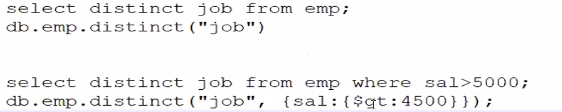 select distinct job from emp;
db.emp.distinct("job")
select distinct job from emp where sal>5000;
db.emp.distinct("job", {sal:{$gt:4500}});